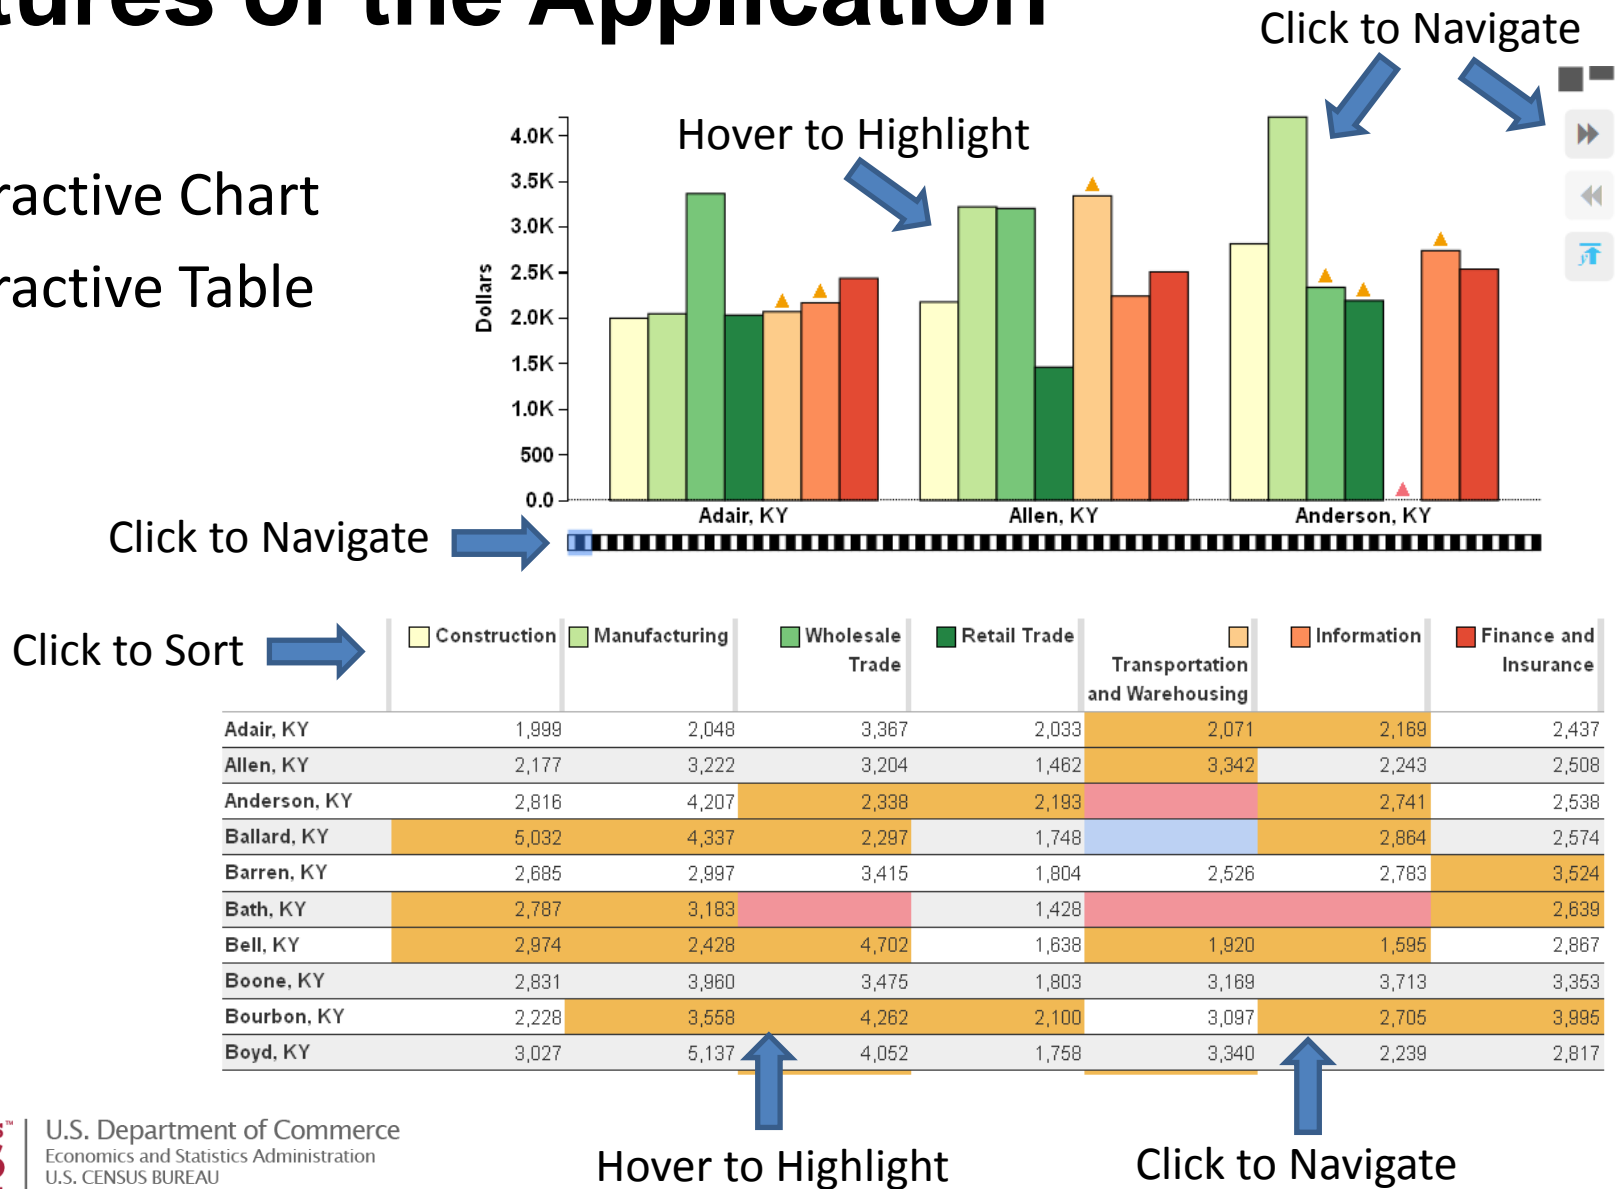 tures of the Application
Click to Navigate
Hover to Highlight
ractive Chart
ractive Table
Dollars
4.0K
3.5K
3.0K
2.5K
2.0K
1.5K
1.0K
500
0.0
Adair, KY Allen, KY Anderson, KY
Click to Navigate
Click to Sort
Construction Manufacturing Wholesale Retail Trade Information Finance and
Trade Transportation Insurance
and Warehousing
Adair, KY 1,999 2,048 3,367 2,033 2,071 2,169 2,437
Allen, KY 2,177 3,222 3,204 1,462 3,342 2,243 2,508
Anderson, KY 2,816 4,207 2,338 2,193 2,741 2,538
Ballard, KY 5,032 4,337 2,297 1,748 2,864 2,574
Barren, KY 2,685 2,997 3,415 1,804 2,526 2,783 3,524
Bath, KY 2,787 3,183 1,428 2,639
Bell, KY 2,974 2,428 4,702 1,638 1,920 1,595 2,867
Boone, KY 2,831 3,960 3,475 1,803 3,169 3,713 3,353
Bourbon, KY 2,228 3,558 4,262 2,100 3,097 2,705 3,995
Boyd, KY 3,027 5,137 4,052 1,758 3,340 2,239 2,817
U.S. Department of Commerce
Economics and Statistics Administration
U.S. CENSUS BUREAU
Hover to Highlight
Click to Navigate